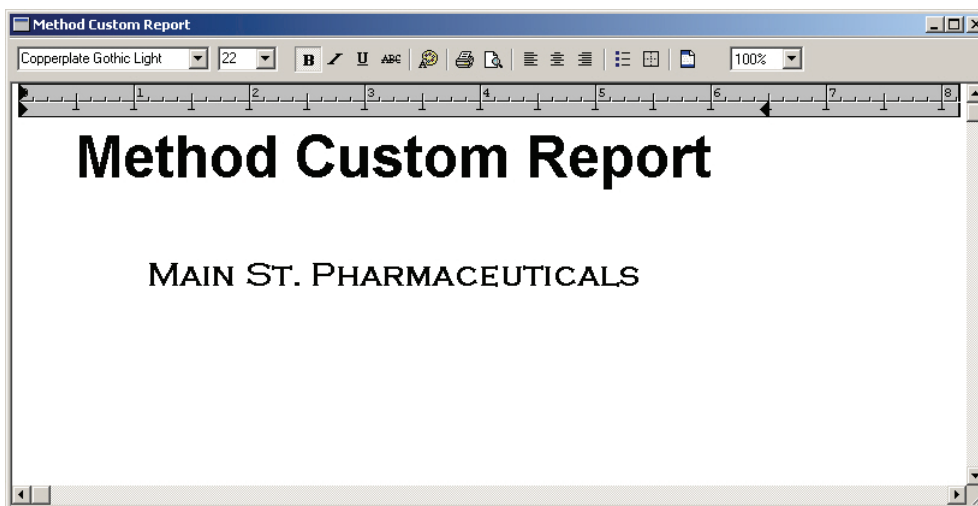 Method Custom Report
Copperplate Gothic Light 22 B I U ABC 100%
1 2 3 4 5 6 7 8
Method Custom Report
MAIN ST. PHARMACEUTICALS